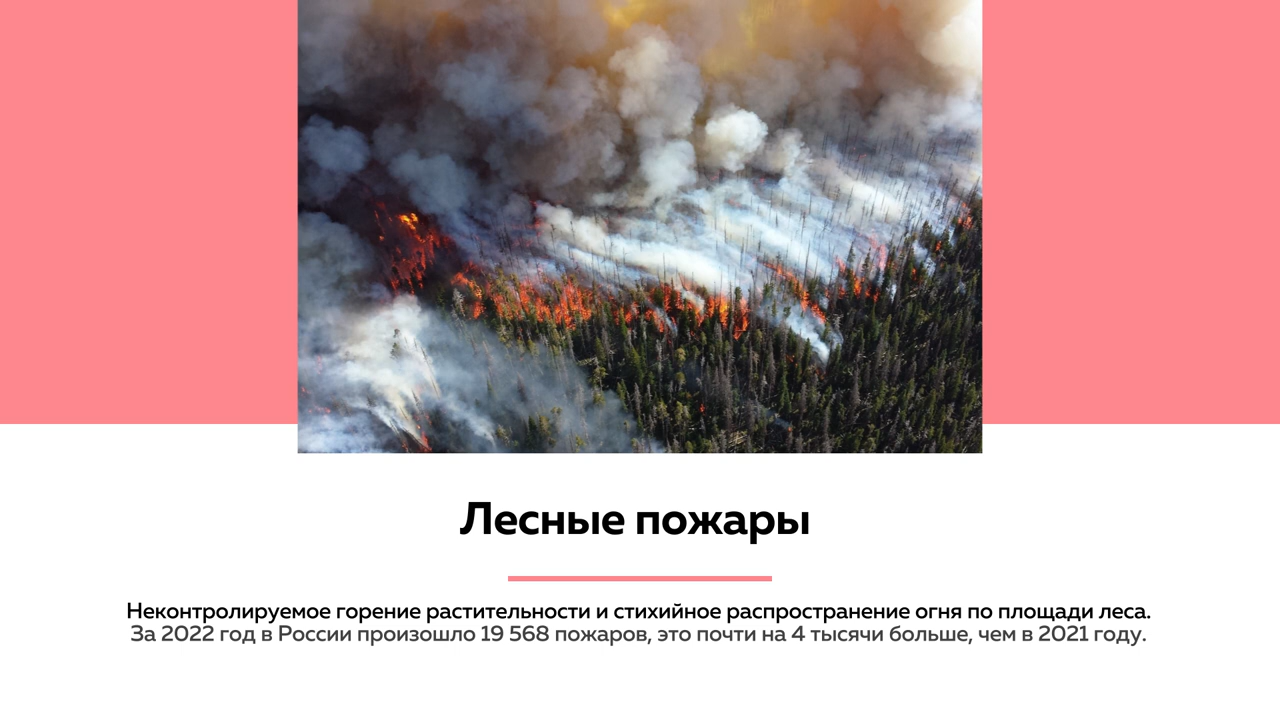 Лесные пожары
Неконтролируемое горение растительности и стихийное распространение огня по площади леса.
За 2022 год в России произошло 19 568 пожаров, это почти на 4 тысячи больше, чем в 2021 году.